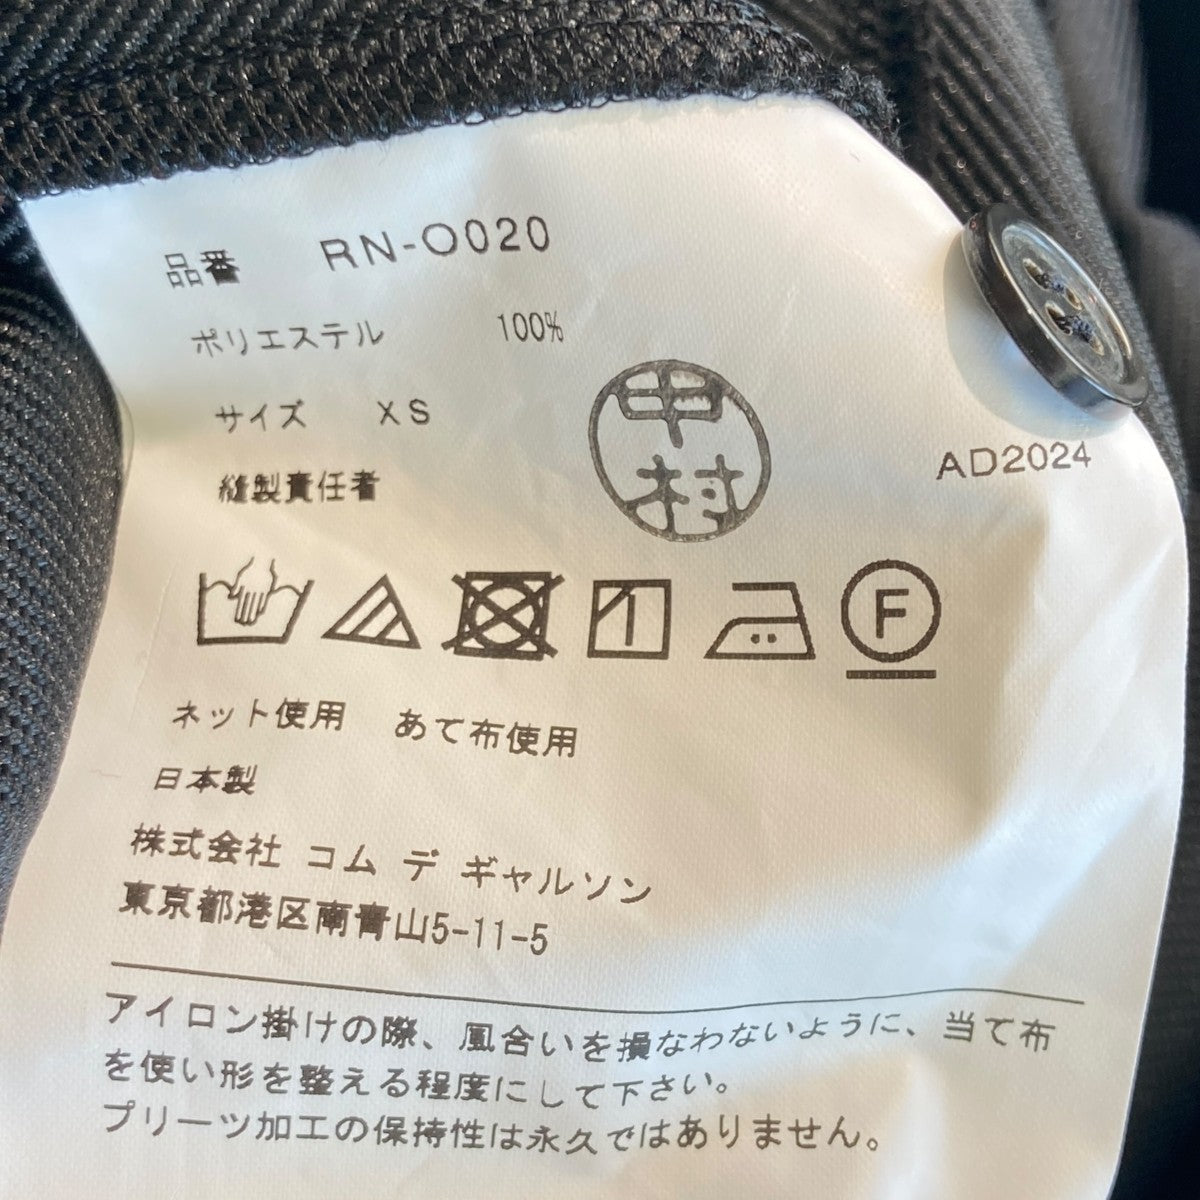 品番 RN-O020
ポリエステル 100%
サイズ XS
縫製責任者
中村
AD2024
F
ネット使用 あて布使用
日本製
株式会社 コム デ ギャルソン
東京都港区南青山5-11-5
アイロン掛けの際、風合いを損なわないように、当て布
を使い形を整える程度にして下さい。
プリーツ加工の保持性は永久ではありません。